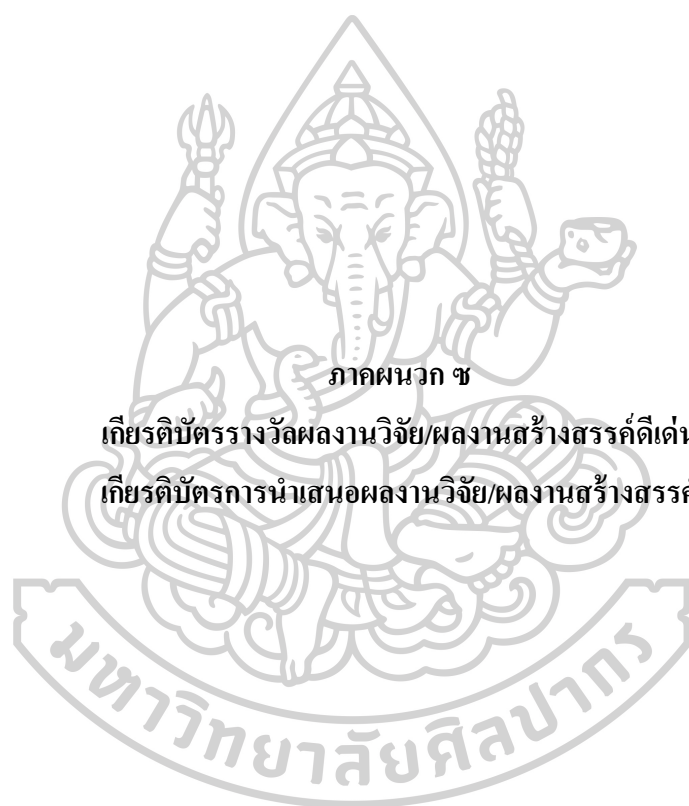 ภาคผนวก ซ
เกียรติบัตรรางวัลผลงานวิจัย/ผลงานสร้างสรรค์ดีเด่น
เกียรติบัตรการนำเสนอผลงานวิจัย/ผลงานสร้างสรรค์
มหาวิทยาลัยศิลปากร